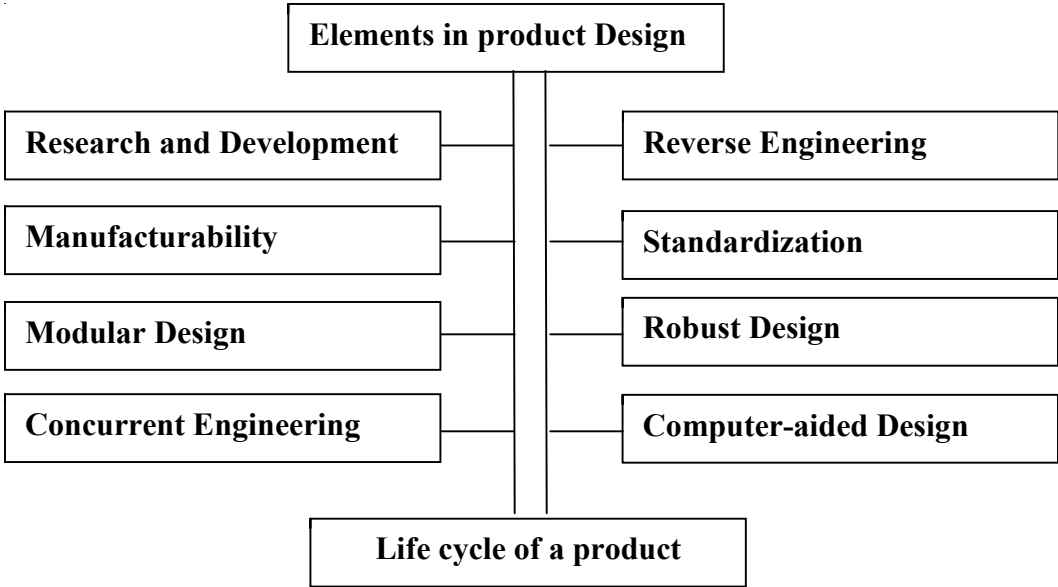 Elements in product Design
Research and Development
Reverse Engineering
Manufacturability
Standardization
Modular Design
Robust Design
Concurrent Engineering
Computer-aided Design
Life cycle of a product